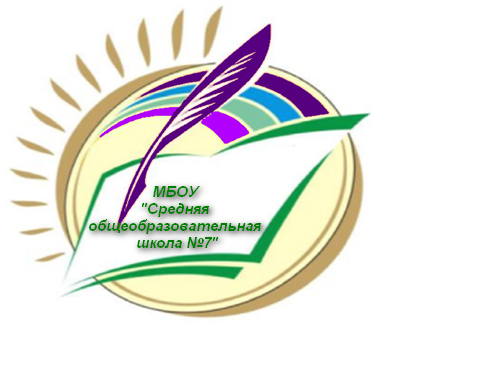 МБОУ
"Средняя
общеобразовательная
школа №7"